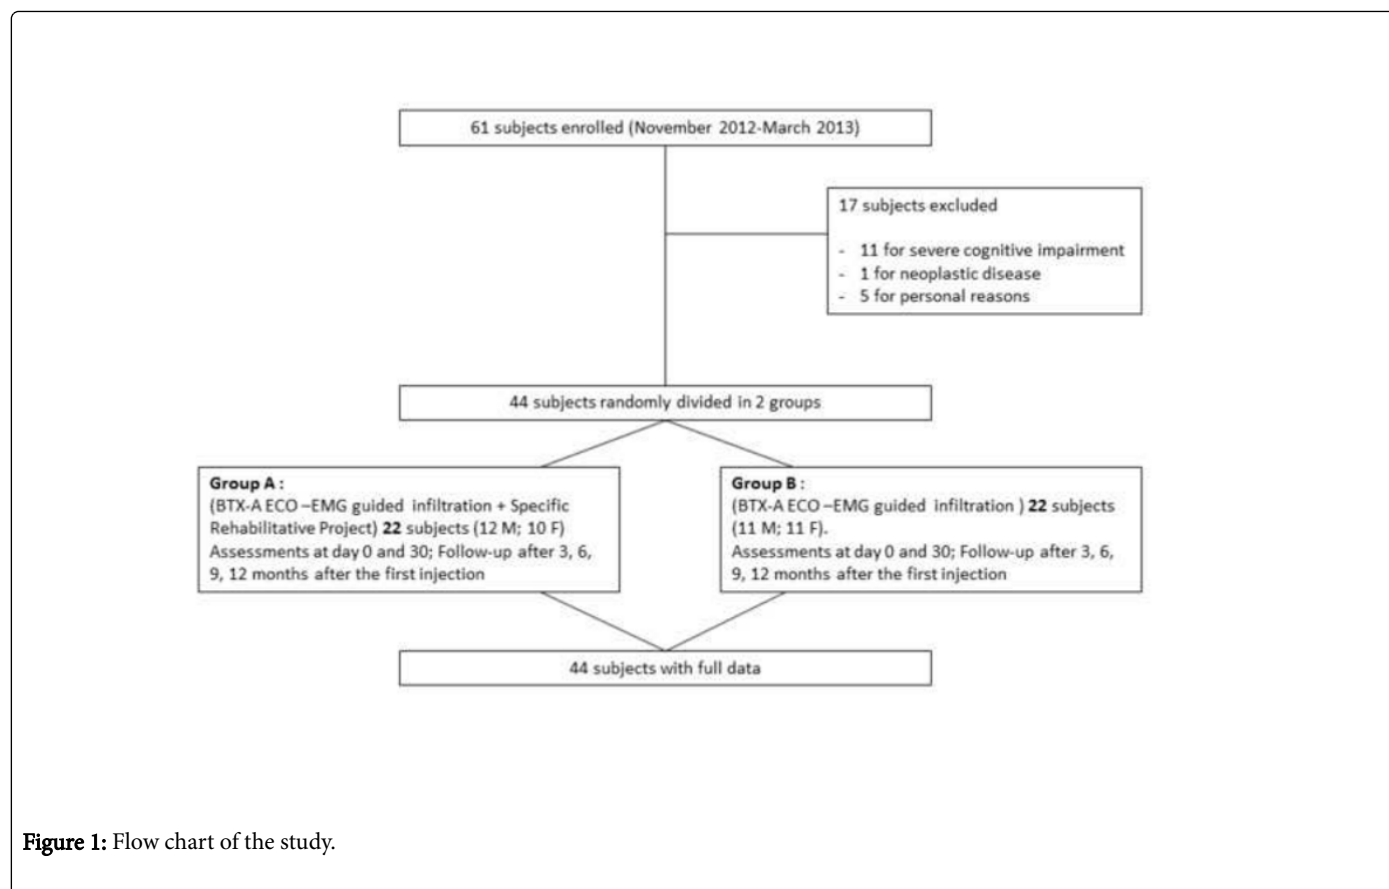 61 subjects enrolled (November 2012-March 2013)
17 subjects excluded
- 11 for severe cognitive impairment
- 1 for neoplastic disease
- 5 for personal reasons
44 subjects randomly divided in 2 groups
Group A :
(BTX-A ECO –EMG guided infiltration + Specific
Rehabilitative Project) 22 subjects (12 M; 10 F)
Assessments at day 0 and 30; Follow-up after 3, 6,
9, 12 months after the first injection
Group B :
(BTX-A ECO –EMG guided infiltration ) 22 subjects
(11 M; 11 F).
Assessments at day 0 and 30; Follow-up after 3, 6,
9, 12 months after the first injection
44 subjects with full data
Figure 1: Flow chart of the study.